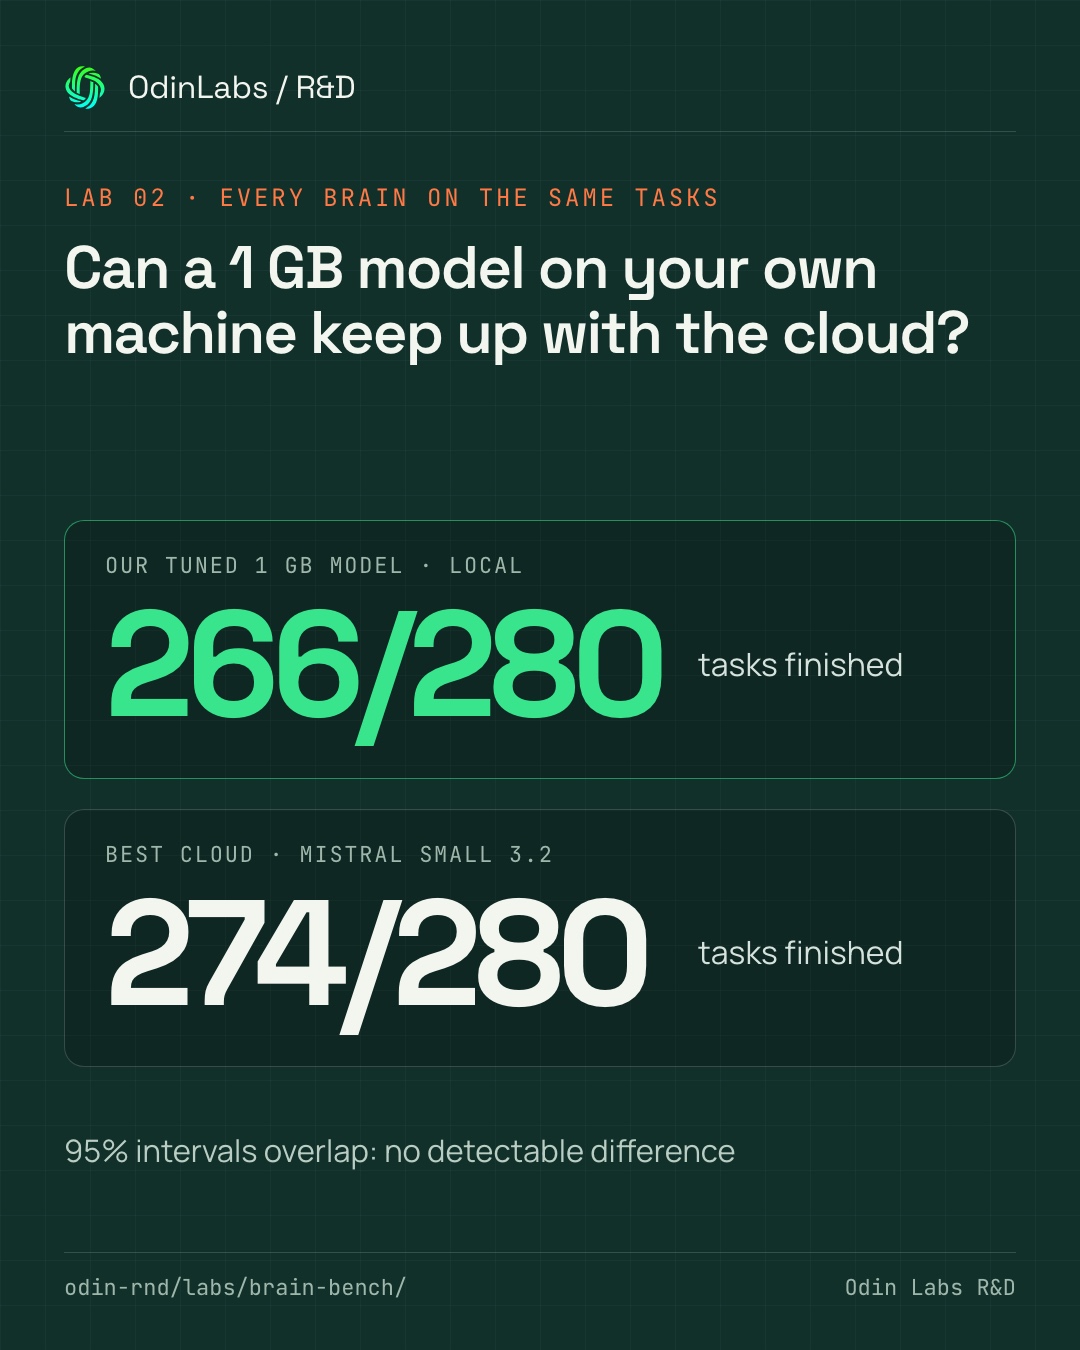 OdinLabs / R&D
LAB 02 · EVERY BRAIN ON THE SAME TASKS
Can a 1 GB model on your own
machine keep up with the cloud?
OUR TUNED 1 GB MODEL · LOCAL
266/280 tasks finished
BEST CLOUD · MISTRAL SMALL 3.2
274/280 tasks finished
95% intervals overlap: no detectable difference
odin-rnd/labs/brain-bench/ Odin Labs R&D